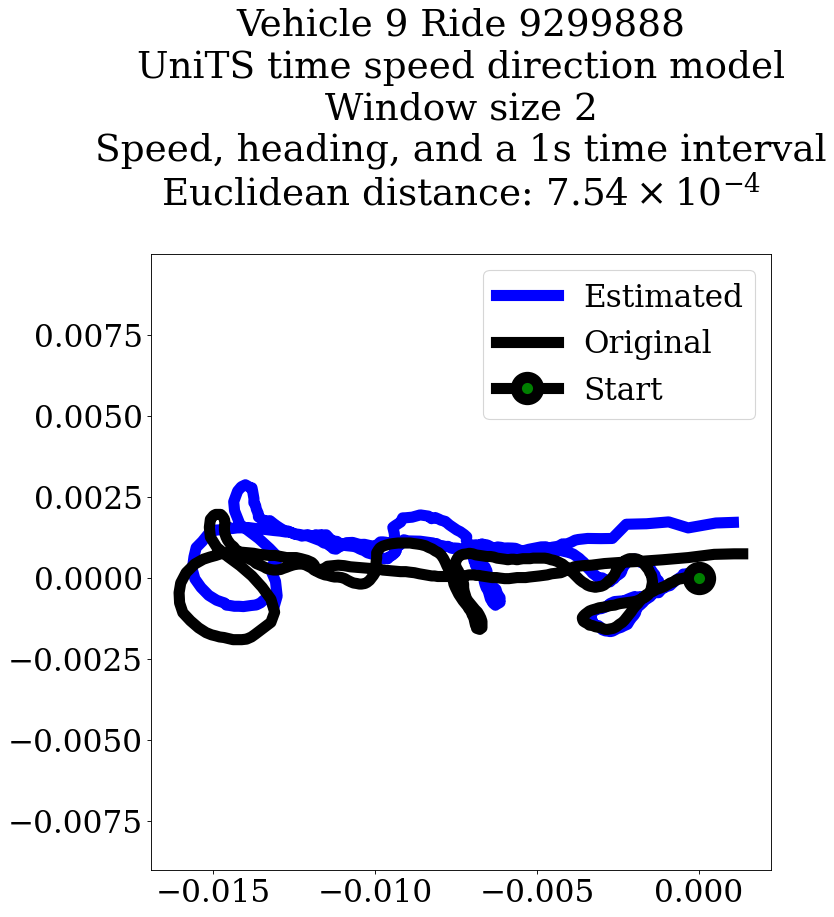 Vehicle 9 Ride 9299888
UniTS time speed direction model
Window size 2
Speed, heading, and a 1s time interval
Euclidean distance: 7.54 × 10⁻⁴
Estimated
Original
Start
0.0075
0.0050
0.0025
0.0000
−0.0025
−0.0050
−0.0075
−0.015
−0.010
−0.005
0.000